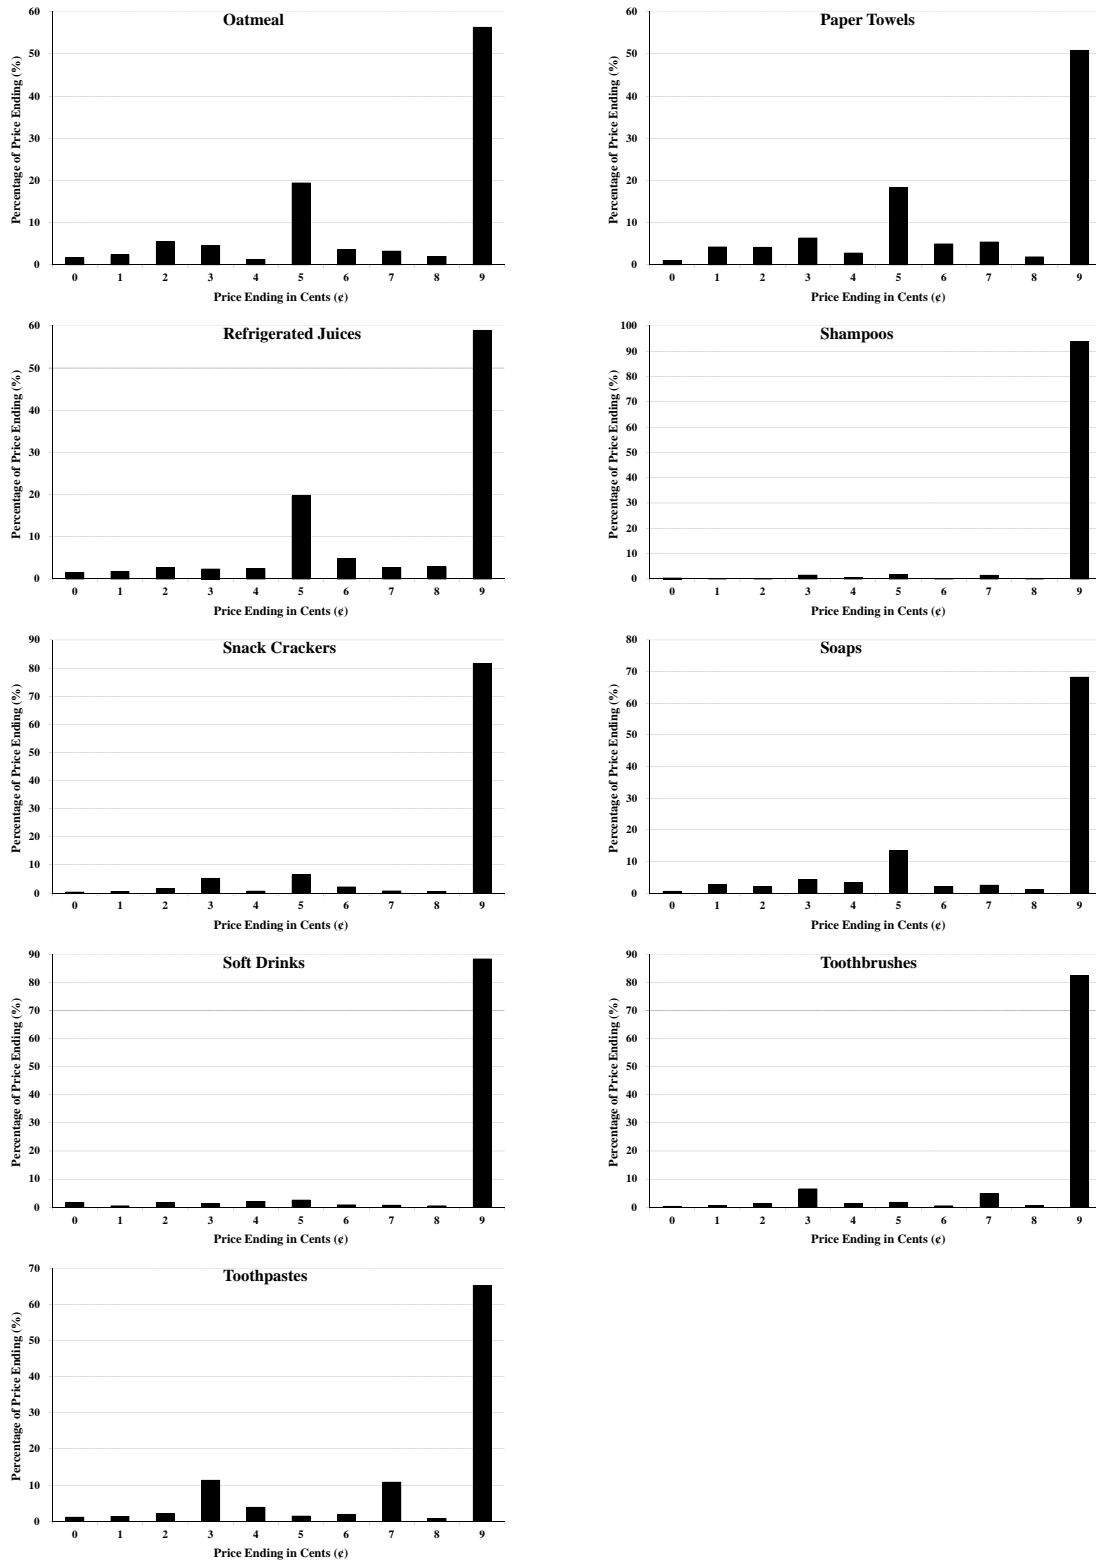 Oatmeal
Percentage of Price Ending (%)
60
50
40
30
20
10
0
0 1 2 3 4 5 6 7 8 9
Price Ending in Cents (¢)
Paper Towels
Percentage of Price Ending (%)
60
50
40
30
20
10
0
0 1 2 3 4 5 6 7 8 9
Price Ending in Cents (¢)
Refrigerated Juices
Percentage of Price Ending (%)
60
50
40
30
20
10
0
0 1 2 3 4 5 6 7 8 9
Price Ending in Cents (¢)
Shampoos
Percentage of Price Ending (%)
100
90
80
70
60
50
40
30
20
10
0
0 1 2 3 4 5 6 7 8 9
Price Ending in Cents (¢)
Snack Crackers
Percentage of Price Ending (%)
90
80
70
60
50
40
30
20
10
0
0 1 2 3 4 5 6 7 8 9
Price Ending in Cents (¢)
Soaps
Percentage of Price Ending (%)
80
70
60
50
40
30
20
10
0
0 1 2 3 4 5 6 7 8 9
Price Ending in Cents (¢)
Soft Drinks
Percentage of Price Ending (%)
90
80
70
60
50
40
30
20
10
0
0 1 2 3 4 5 6 7 8 9
Price Ending in Cents (¢)
Toothbrushes
Percentage of Price Ending (%)
90
80
70
60
50
40
30
20
10
0
0 1 2 3 4 5 6 7 8 9
Price Ending in Cents (¢)
Toothpastes
Percentage of Price Ending (%)
70
60
50
40
30
20
10
0
0 1 2 3 4 5 6 7 8 9
Price Ending in Cents (¢)